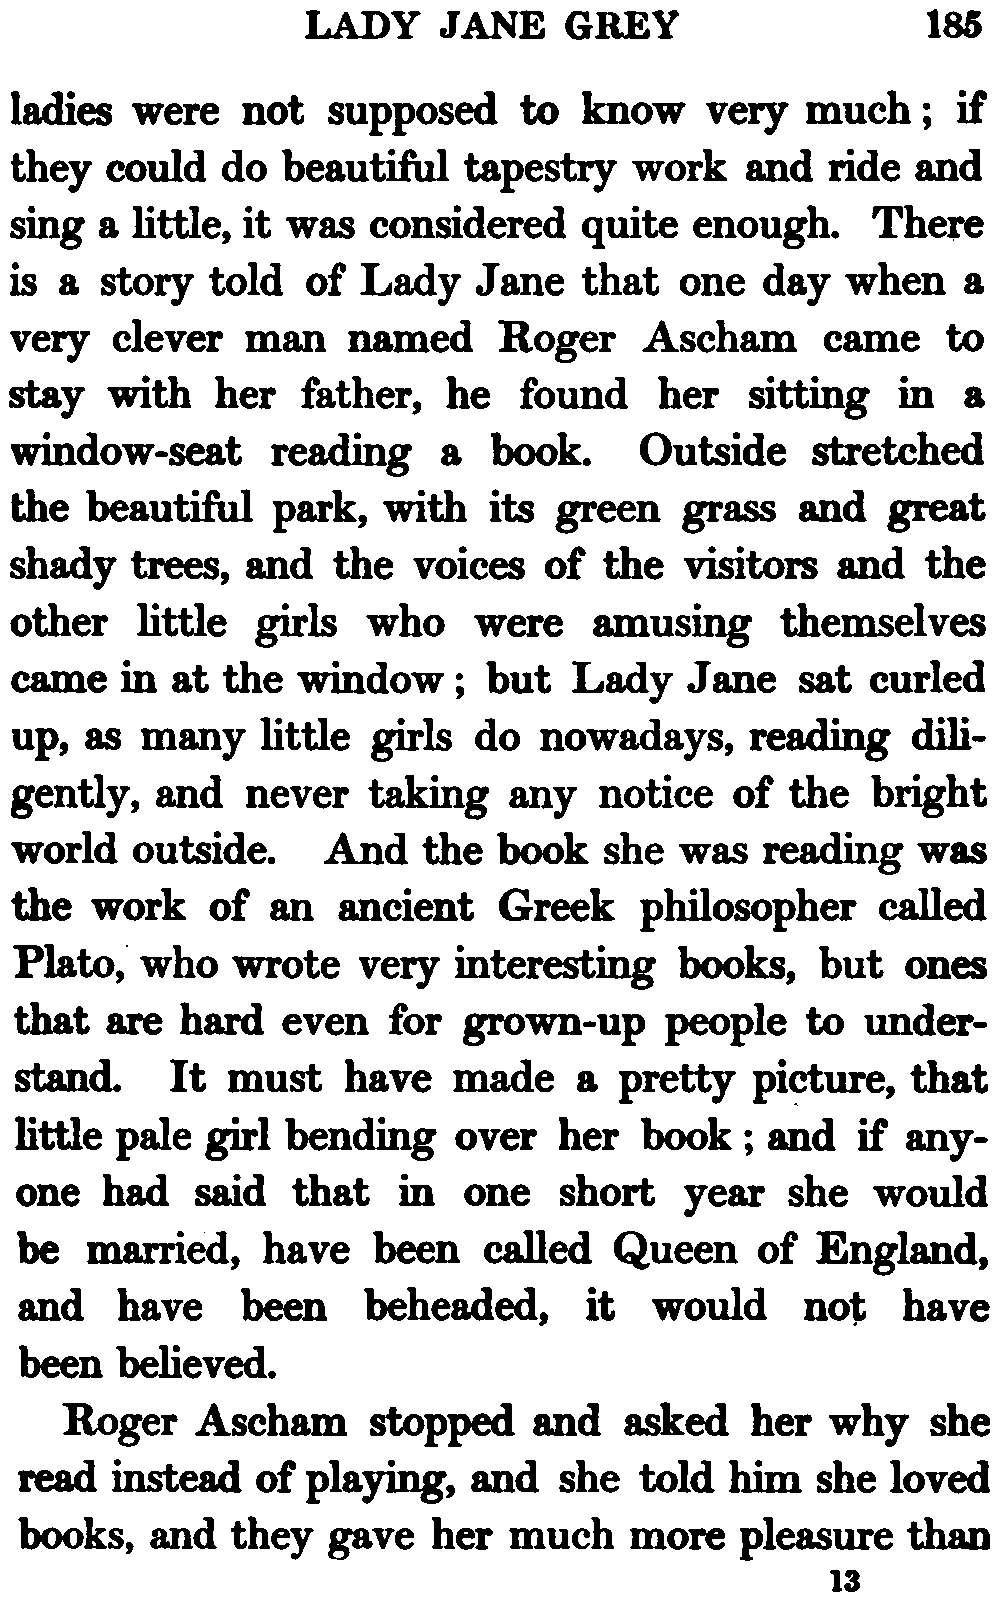 LADY JANE GREY 185
ladies were not supposed to know very much ; if
they could do beautiful tapestry work and ride and
sing a little, it was considered quite enough. There
is a story told of Lady Jane that one day when a
very clever man named Roger Ascham came to
stay with her father, he found her sitting in a
window-seat reading a book. Outside stretched
the beautiful park, with its green grass and great
shady trees, and the voices of the visitors and the
other little girls who were amusing themselves
came in at the window ; but Lady Jane sat curled
up, as many little girls do nowadays, reading dili-
gently, and never taking any notice of the bright
world outside. And the book she was reading was
the work of an ancient Greek philosopher called
Plato, who wrote very interesting books, but ones
that are hard even for grown-up people to under-
stand. It must have made a pretty picture, that
little pale girl bending over her book ; and if any-
one had said that in one short year she would
be married, have been called Queen of England,
and have been beheaded, it would not have
been believed.
Roger Ascham stopped and asked her why she
read instead of playing, and she told him she loved
books, and they gave her much more pleasure than
13